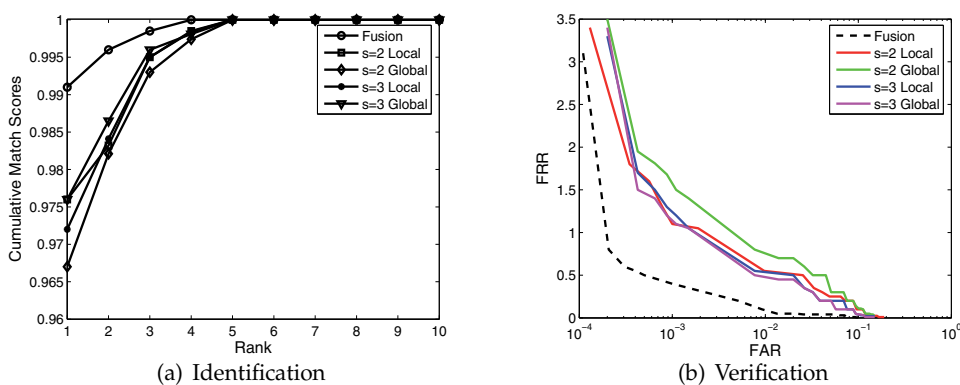 1
0.995
0.99
0.985
0.98
0.975
0.97
0.965
0.96
Cumulative Match Scores
1 2 3 4 5 6 7 8 9 10
Rank
Fusion
s=2 Local
s=2 Global
s=3 Local
s=3 Global
(a) Identification
3.5
3
2.5
2
1.5
1
0.5
0
FRR
10⁻⁴ 10⁻³ 10⁻² 10⁻¹ 10⁰
FAR
Fusion
s=2 Local
s=2 Global
s=3 Local
s=3 Global
(b) Verification